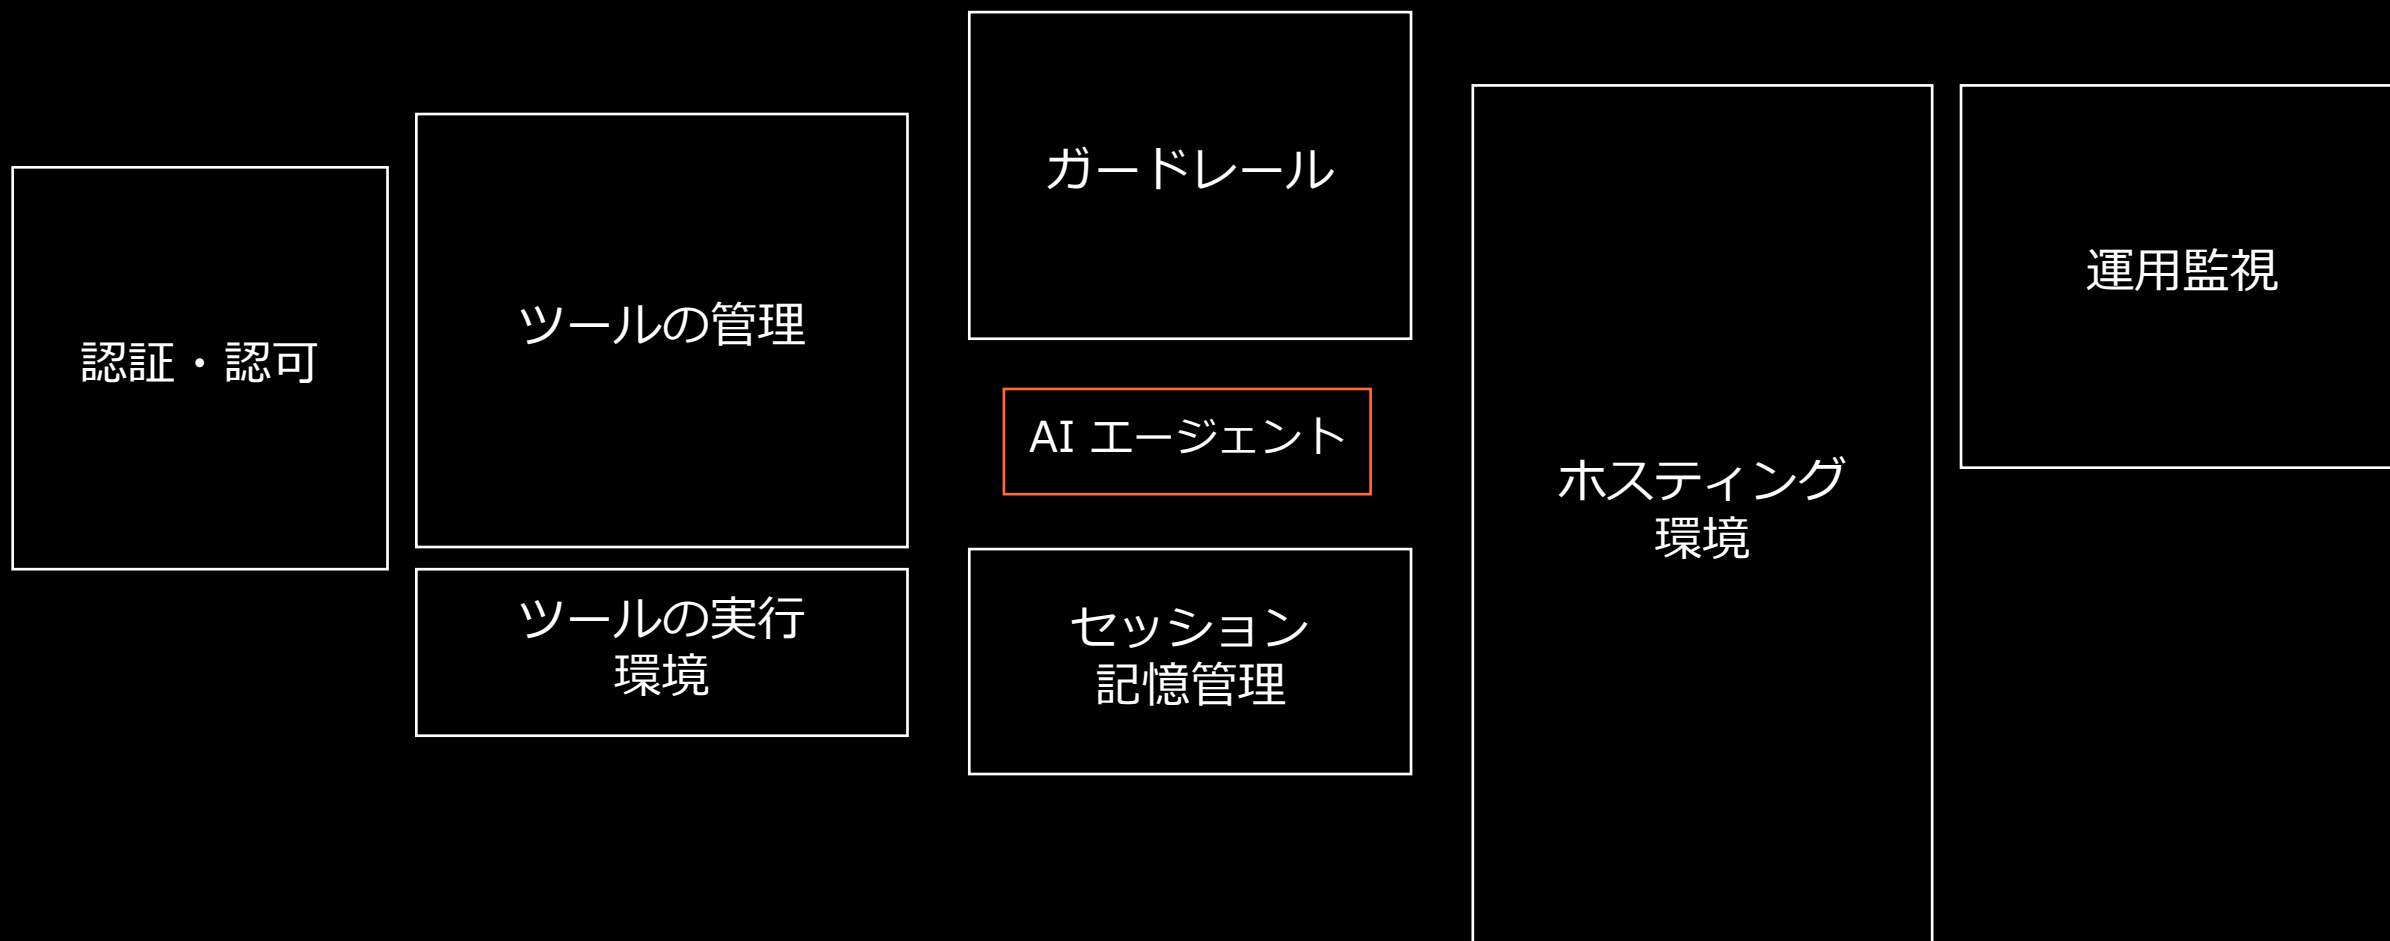 認証・認可
ツールの管理
ツールの実行
環境
ガードレール
AI エージェント
セッション
記憶管理
ホスティング
環境
運用監視